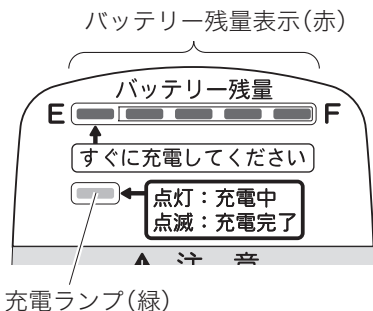 バッテリー残量表示(赤)
バッテリー残量
E F
すぐに充電してください
点灯：充電中
点滅：充電完了
注 意
充電ランプ(緑)